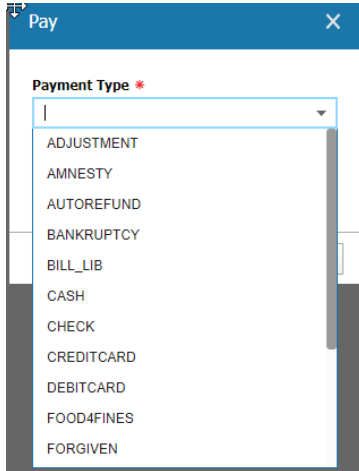 Pay
Payment Type *
ADJUSTMENT
AMNESTY
AUTOREFUND
BANKRUPTCY
BILL_LIB
CASH
CHECK
CREDITCARD
DEBITCARD
FOOD4FINES
FORGIVEN